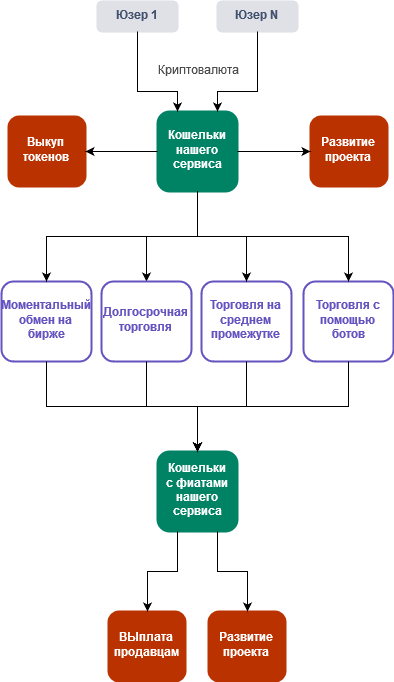 Юзер 1
Юзер N
Криптовалюта
Выкуп
токенов
Кошельки
нашего
сервиса
Развитие
проекта
Моментальный
обмен на
бирже
Долгосрочная
торговля
Торговля на
среднем
промежутке
Торговля с
помощью
ботов
Кошельки
с фиатами
нашего
сервиса
ВЫплата
продавцам
Развитие
проекта